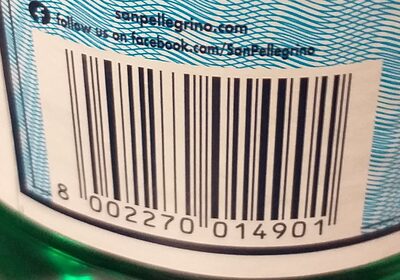 sanpellegrino.com
follow us on facebook.com/SanPellegrino
8 002270 014901